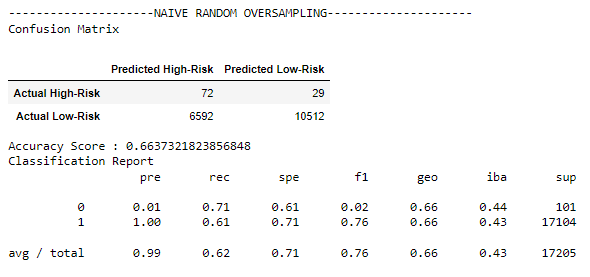 ---------------------NAIVE RANDOM OVERSAMPLING---------------------
Confusion Matrix
Predicted High-Risk Predicted Low-Risk
Actual High-Risk 72 29
Actual Low-Risk 6592 10512
Accuracy Score : 0.6637321823856848
Classification Report
pre rec spe f1 geo iba sup
0 0.01 0.71 0.61 0.02 0.66 0.44 101
1 1.00 0.61 0.71 0.76 0.66 0.43 17104
avg / total 0.99 0.62 0.71 0.76 0.66 0.43 17205